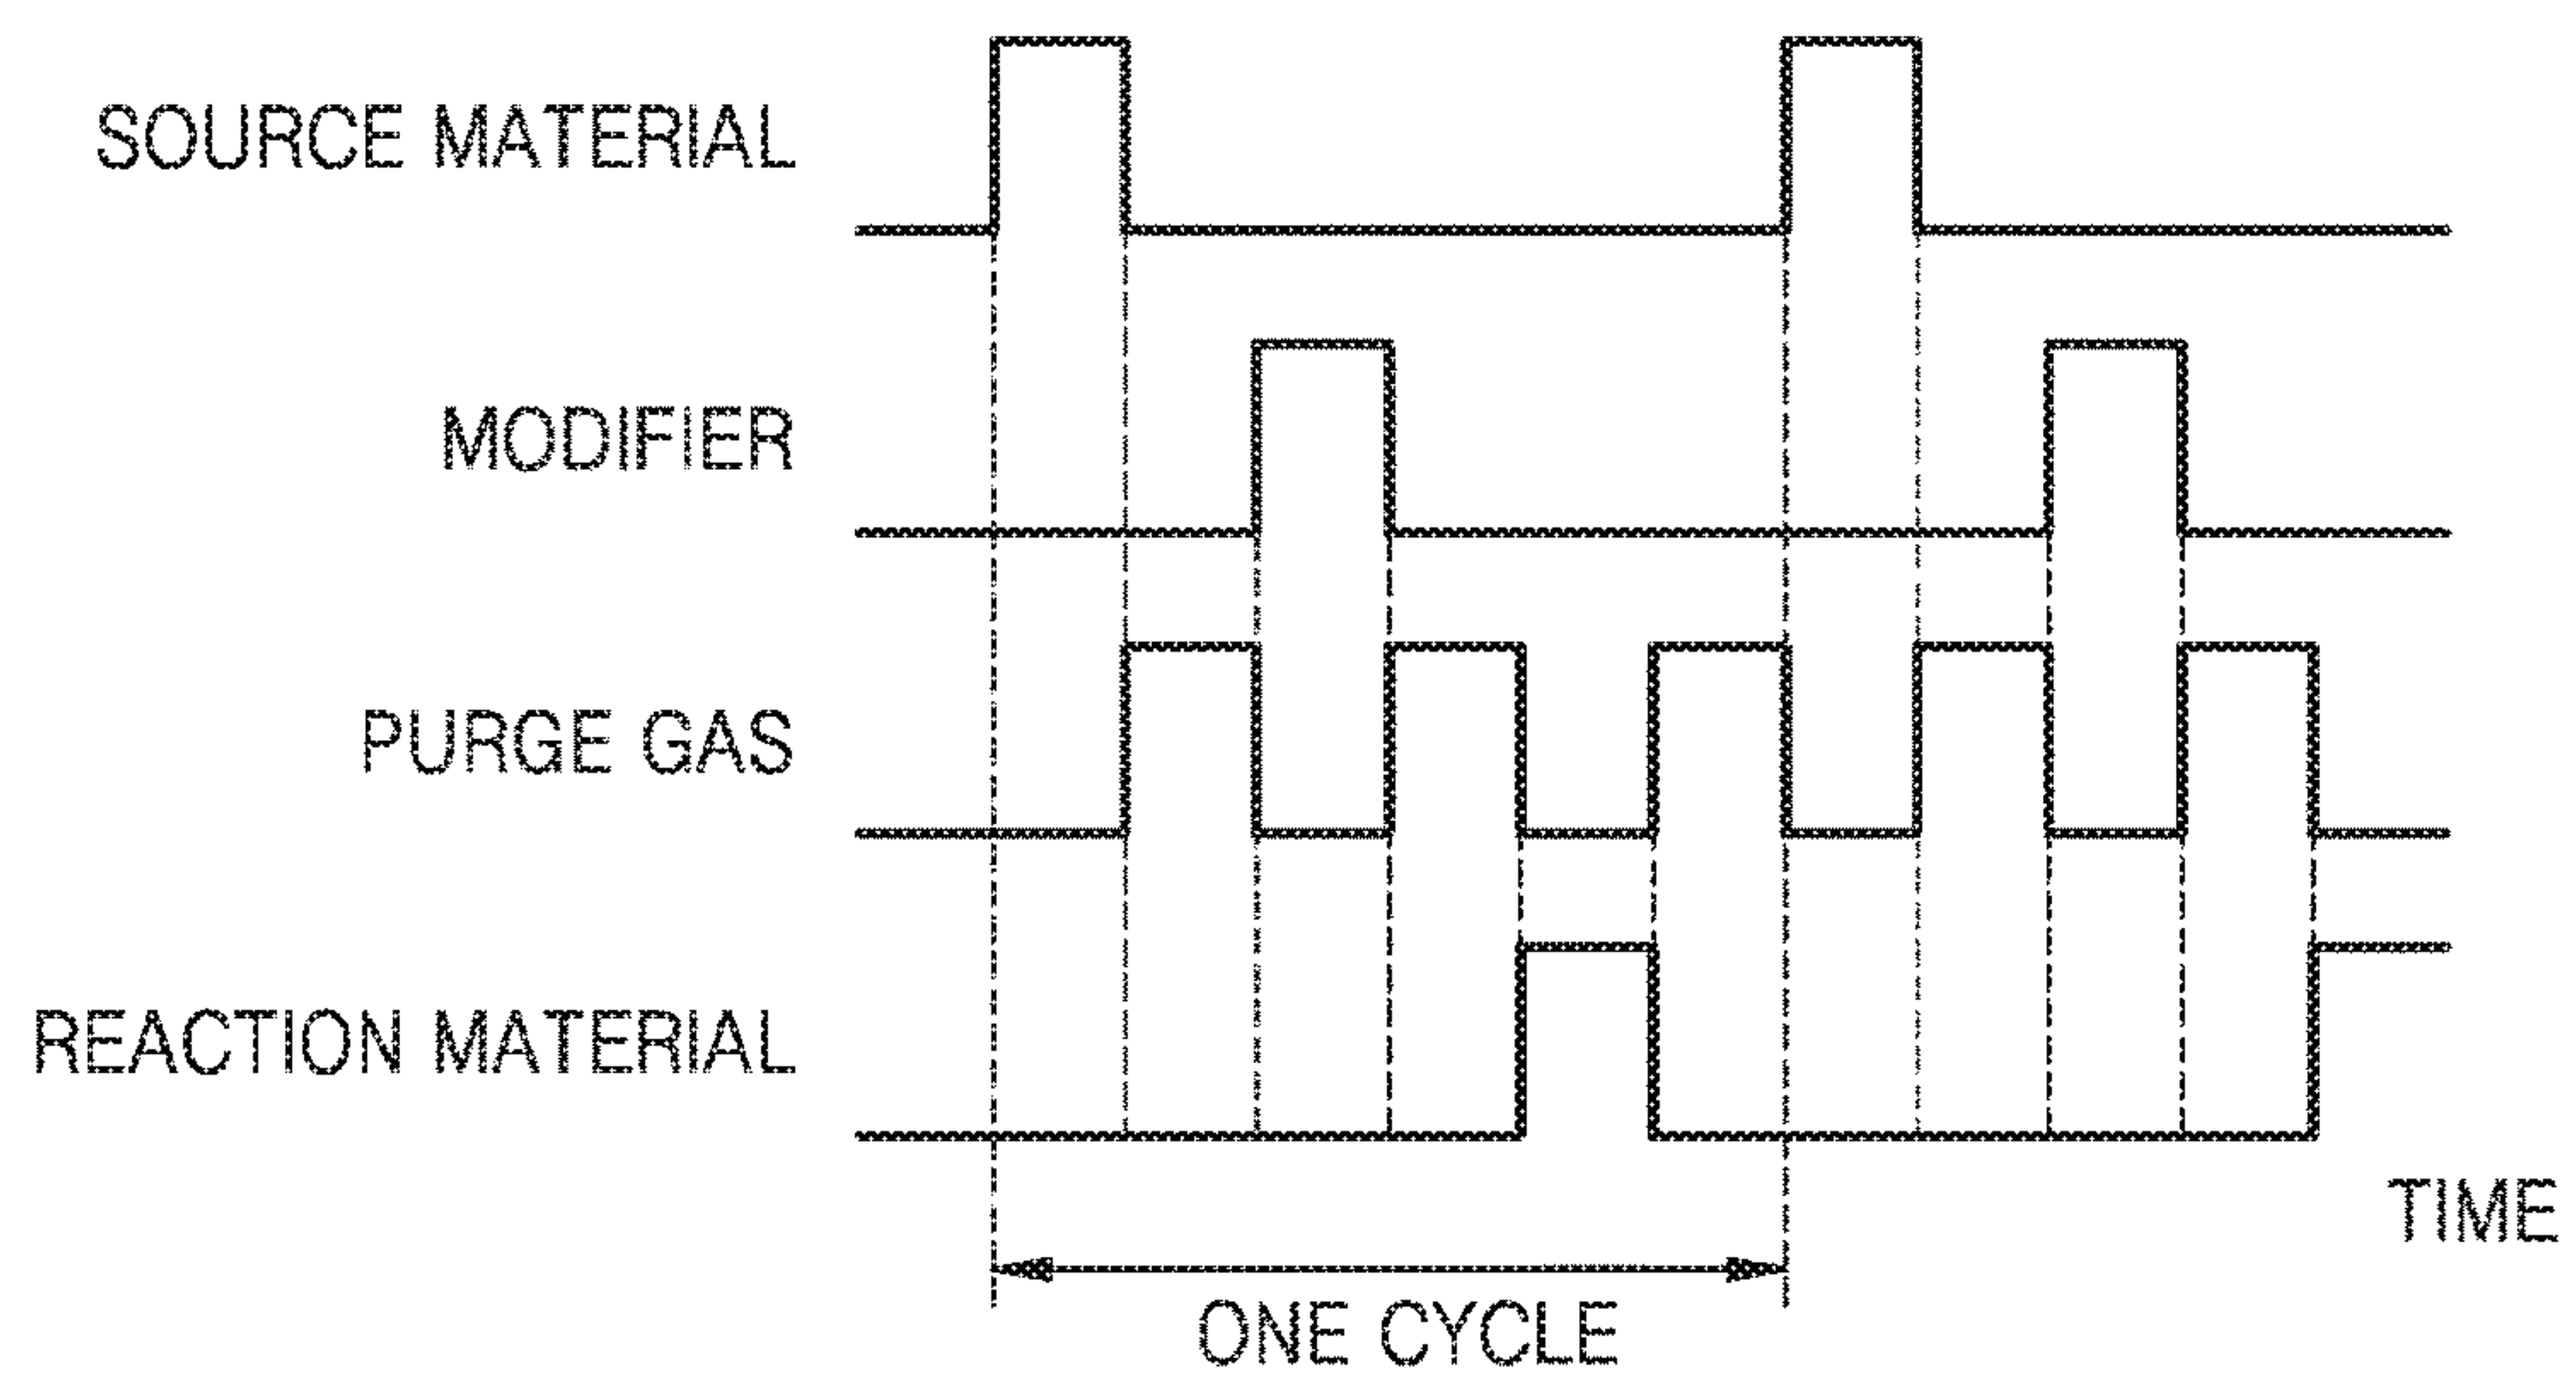 SOURCE MATERIAL
MODIFIER
PURGE GAS
REACTION MATERIAL
TIME
ONE CYCLE